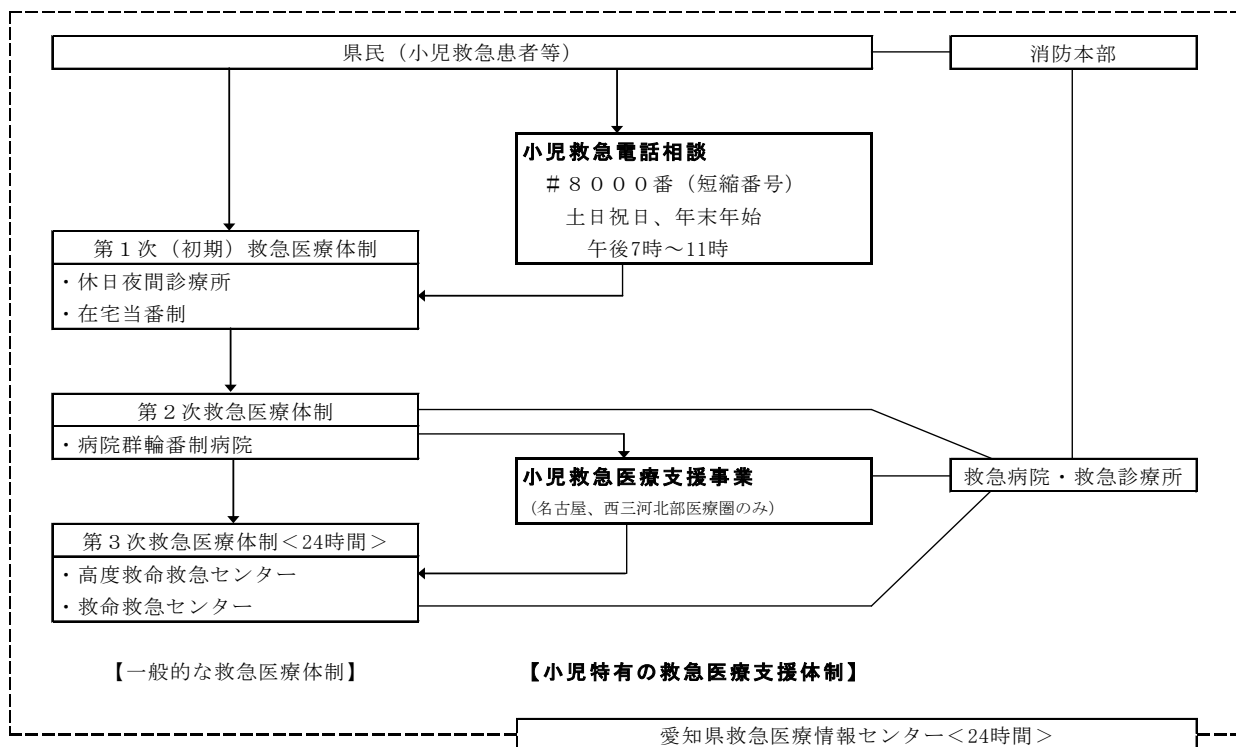 県民（小児救急患者等）
消防本部
小児救急電話相談
＃８０００番（短縮番号）
土日祝日、年末年始
午後7時～11時
第１次（初期）救急医療体制
・休日夜間診療所
・在宅当番制
第２次救急医療体制
・病院群輪番制病院
小児救急医療支援事業
（名古屋、西三河北部医療圏のみ）
救急病院・救急診療所
第３次救急医療体制＜24時間＞
・高度救命救急センター
・救命救急センター
【一般的な救急医療体制】
【小児特有の救急医療支援体制】
愛知県救急医療情報センター＜24時間＞